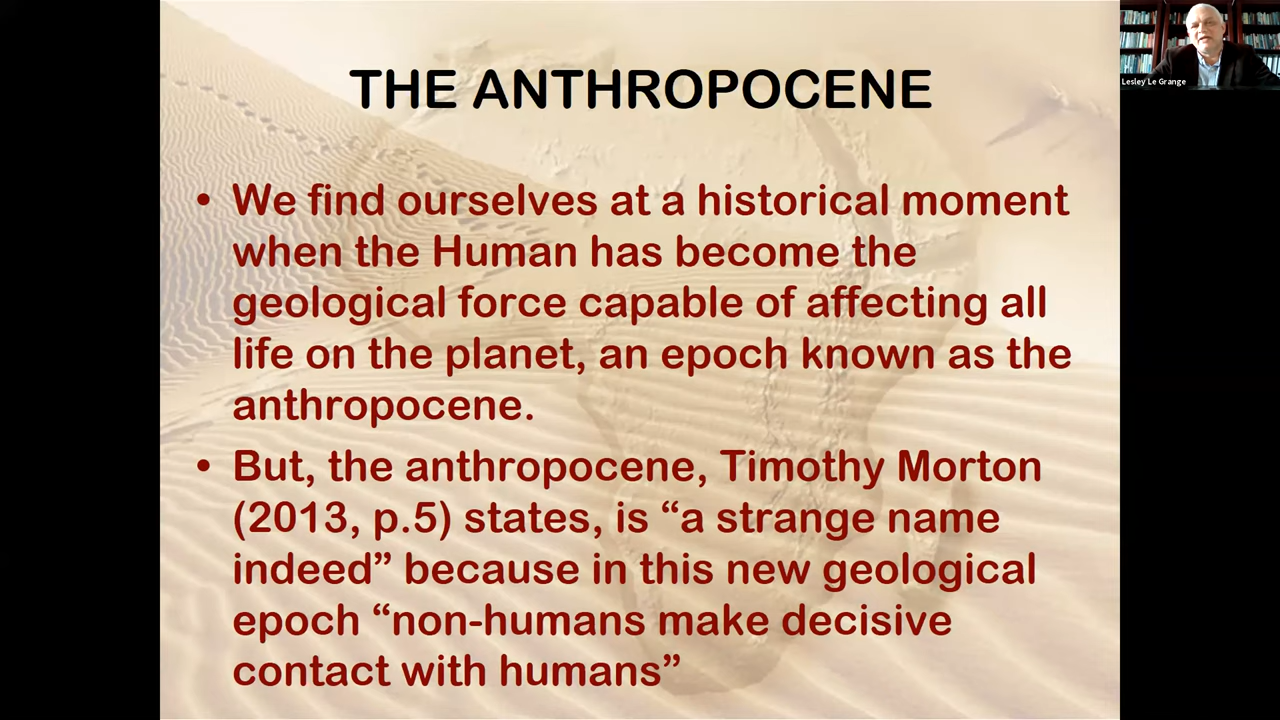 THE ANTHROPOCENE
Lesley Le Grange
• We find ourselves at a historical moment
when the Human has become the
geological force capable of affecting all
life on the planet, an epoch known as the
anthropocene.
• But, the anthropocene, Timothy Morton
(2013, p.5) states, is “a strange name
indeed” because in this new geological
epoch “non-humans make decisive
contact with humans”